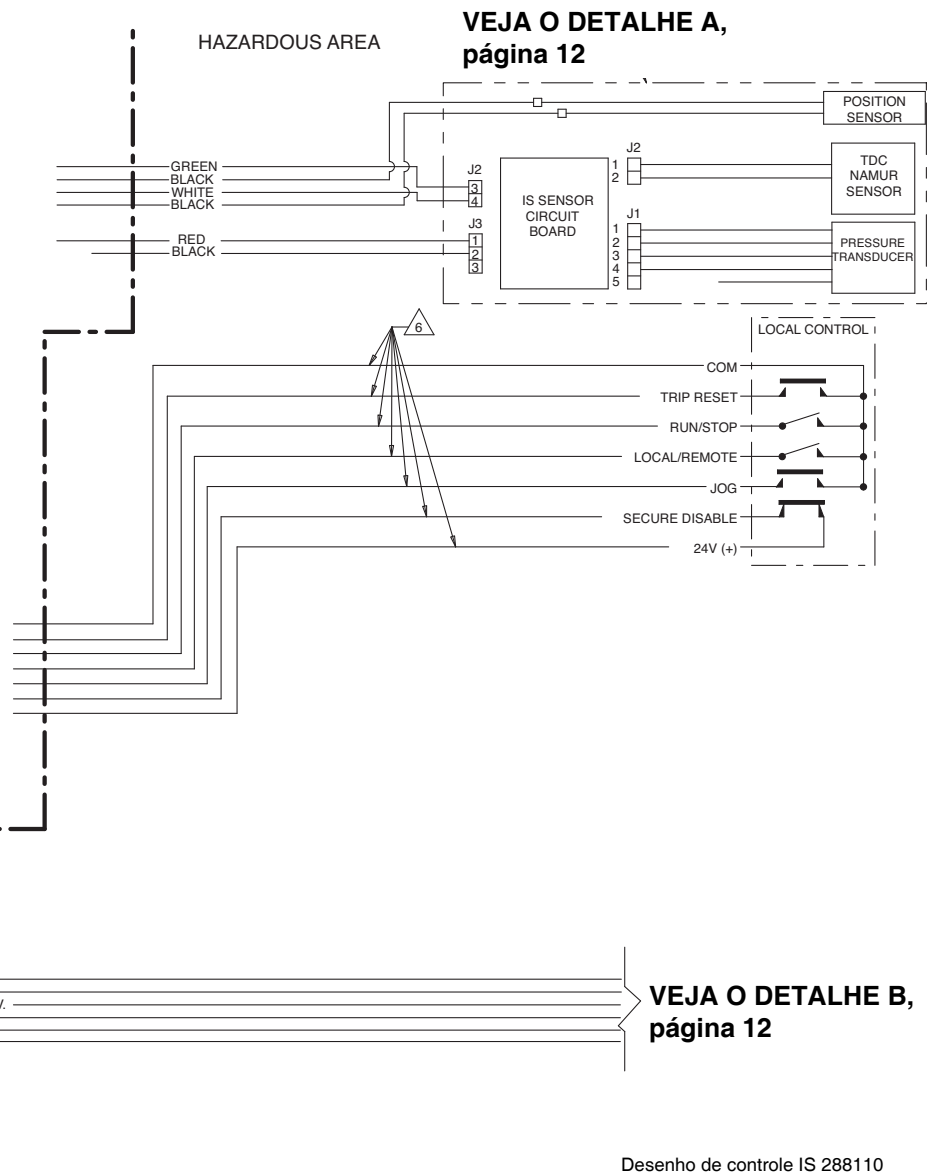 VEJA O DETALHE A,
página 12
HAZARDOUS AREA
POSITION
SENSOR
GREEN
BLACK
WHITE
BLACK
RED
BLACK
J2
3
4
J3
1
2
3
IS SENSOR
CIRCUIT
BOARD
J2
1
2
J1
1
2
3
4
5
TDC
NAMUR
SENSOR
PRESSURE
TRANSDUCER
6
LOCAL CONTROL
COM
TRIP RESET
RUN/STOP
LOCAL/REMOTE
JOG
SECURE DISABLE
24V (+)
VEJA O DETALHE B,
página 12
Desenho de controle IS 288110